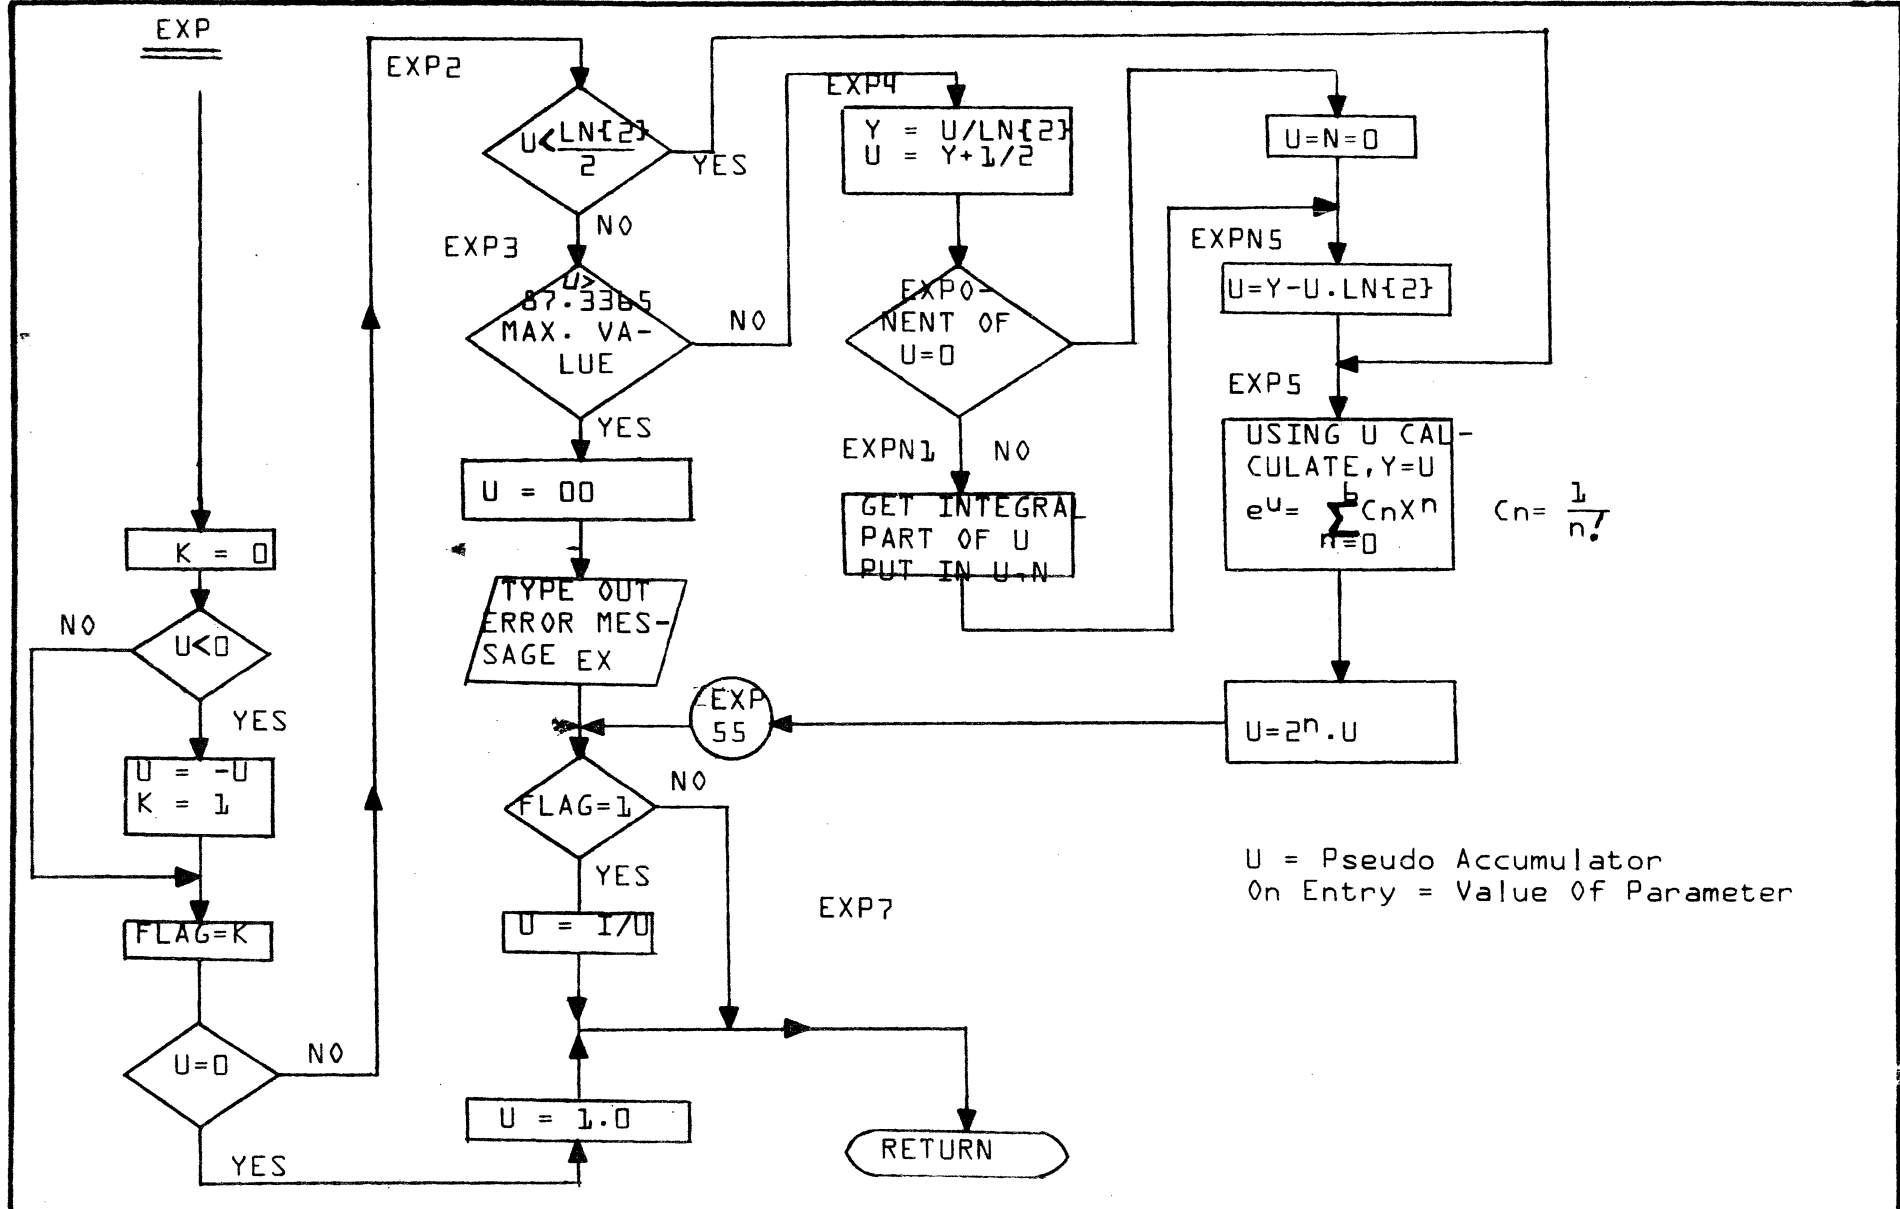 EXP
K = 0
U<0
NO
YES
U = -U
K = 1
FLAG=K
U=0
NO
YES
EXP2
U< LN{2}
2
YES
NO
EXP3
U>
87.3365
MAX. VA-
LUE
NO
YES
U = 00
TYPE OUT
ERROR MES-
SAGE EX
EXP
55
FLAG=1
NO
YES
U = I/U
EXP7
U = 1.0
RETURN
EXP4
Y = U/LN{2}
U = Y+1/2
EXPO-
NENT OF
U=0
EXPN1
NO
GET INTEGRAL
PART OF U
PUT IN U,N
U=N=0
EXPN5
U=Y-U.LN{2}
EXP5
USING U CAL-
CULATE,Y=U
eᵁ= 6 Σ n=0 CnXⁿ
Cn= 1
n!
U=2ⁿ.U
U = Pseudo Accumulator
On Entry = Value Of Parameter